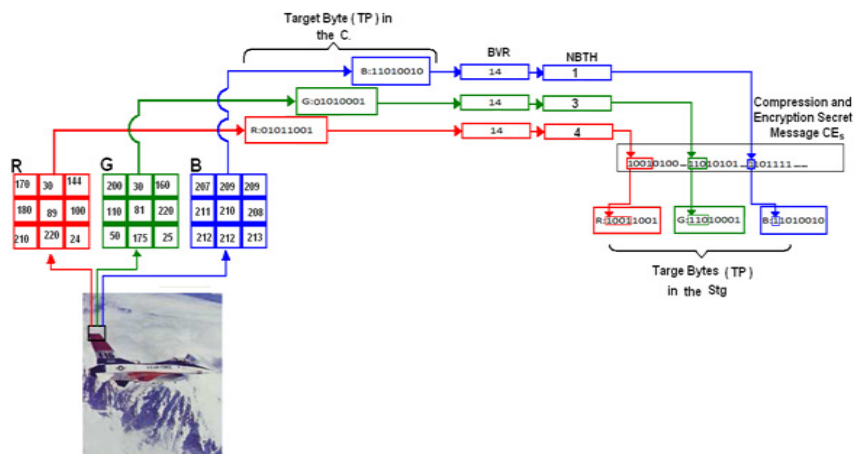 Target Byte (TP) in
the C.
BVR
NBTH
B:11010010
14
1
G:01010001
14
3
R:01011001
14
4
Compression and
Encryption Secret
Message CEs
10010100 … 11010101 … 1101111 ……
R G B
170 30 144
180 89 100
210 220 24
200 30 160
110 81 220
50 175 25
207 209 209
211 210 208
212 212 213
R:10011001
G:11010001
B:11010010
Targe Bytes (TP)
in the Stg